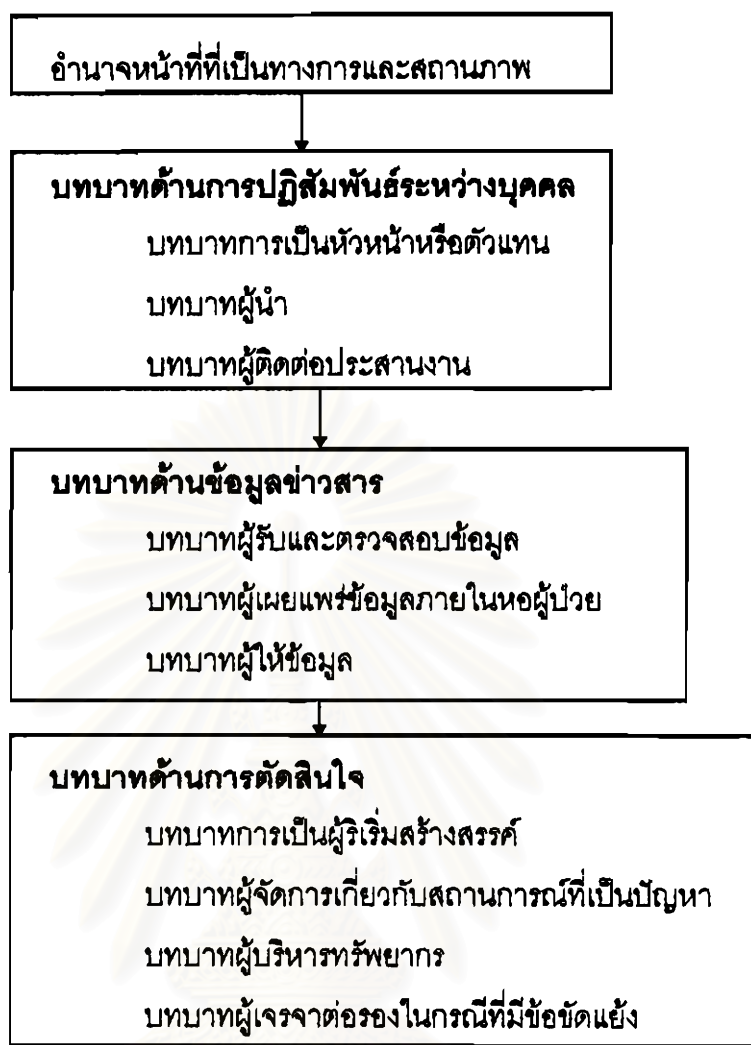 อำนาจหน้าที่ที่เป็นทางการและสถานภาพ
บทบาทด้านการปฏิสัมพันธ์ระหว่างบุคคล
บทบาทการเป็นหัวหน้าหรือตัวแทน
บทบาทผู้นำ
บทบาทผู้ติดต่อประสานงาน
บทบาทด้านข้อมูลข่าวสาร
บทบาทผู้รับและตรวจสอบข้อมูล
บทบาทผู้เผยแพร่ข้อมูลภายในหอผู้ป่วย
บทบาทผู้ให้ข้อมูล
บทบาทด้านการตัดสินใจ
บทบาทการเป็นผู้ริเริ่มสร้างสรรค์
บทบาทผู้จัดการเกี่ยวกับสถานการณ์ที่เป็นปัญหา
บทบาทผู้บริหารทรัพยากร
บทบาทผู้เจรจาต่อรองในกรณีที่มีข้อขัดแย้ง